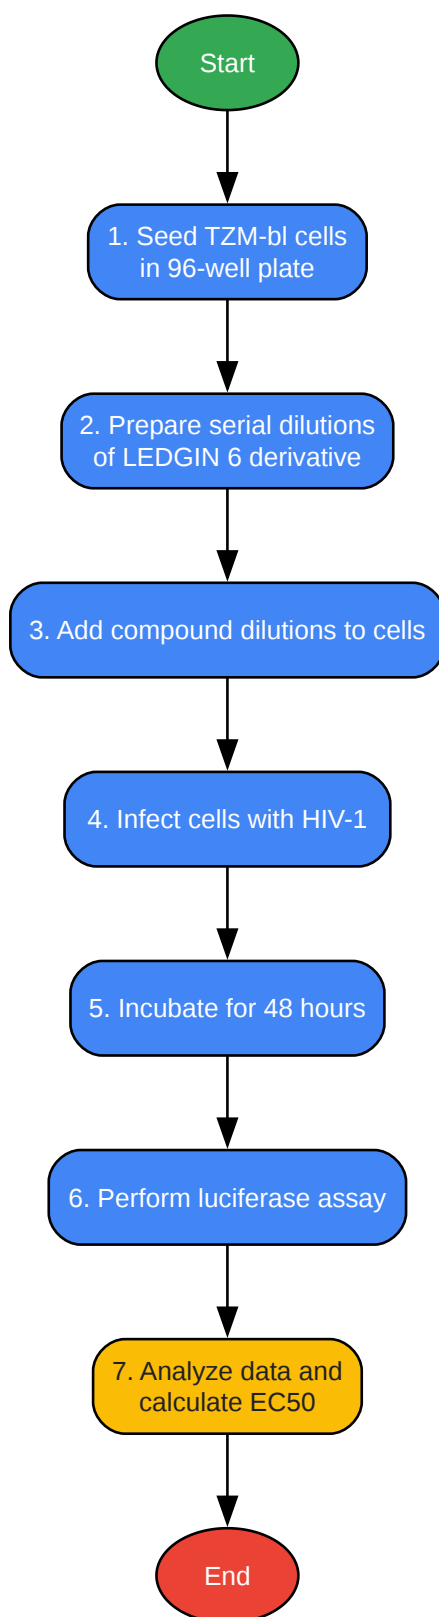 Start
1. Seed TZM-bl cells
in 96-well plate
2. Prepare serial dilutions
of LEDGIN 6 derivative
3. Add compound dilutions to cells
4. Infect cells with HIV-1
5. Incubate for 48 hours
6. Perform luciferase assay
7. Analyze data and
calculate EC50
End